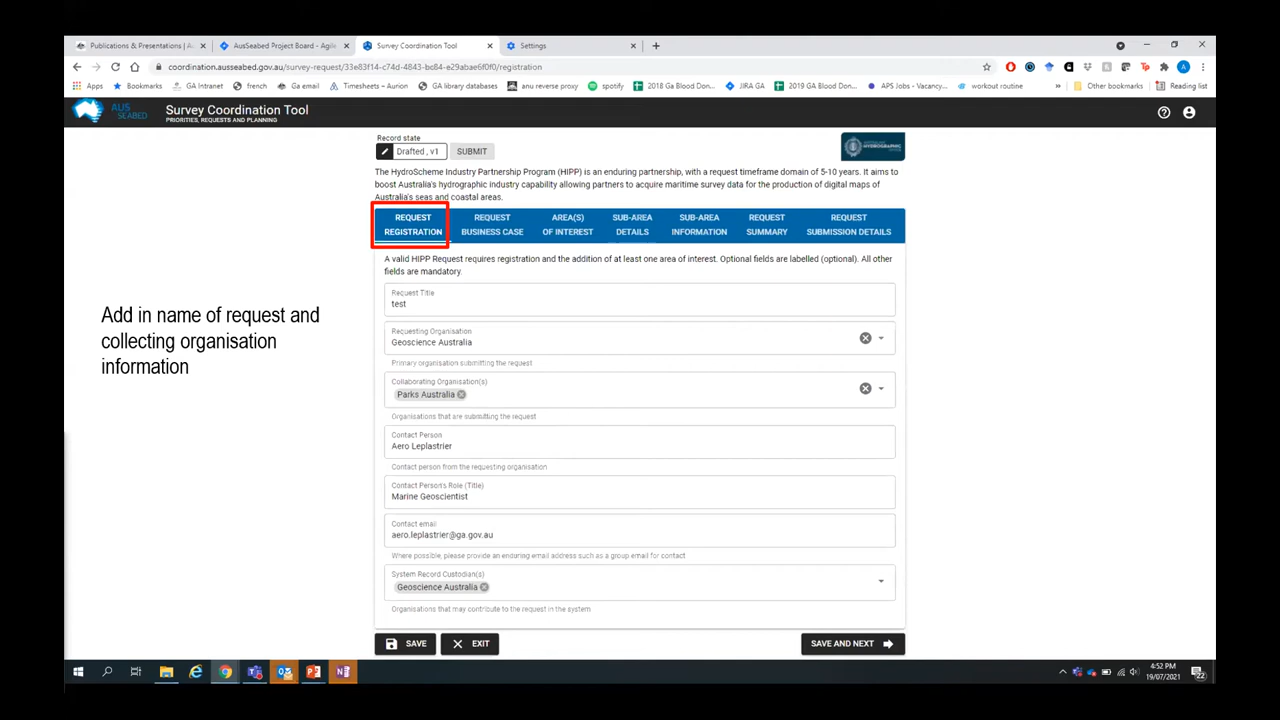 Publications & Presentations | A
AusSeabed Project Board - Agile
Survey Coordination Tool
Settings
coordination.ausseabed.gov.au/survey-request/33e83f14-c74d-4843-bc84-e29abae6f0f0/registration
Apps
Bookmarks
GA Intranet
french
Ga email
Timesheets – Aurion
GA library databases
anu reverse proxy
spotify
2018 Ga Blood Don...
JIRA GA
2019 GA Blood Don...
APS Jobs - Vacancy...
workout routine
»
Other bookmarks
Reading list
AUS
SEABED
Survey Coordination Tool
PRIORITIES, REQUESTS AND PLANNING
Record state
Drafted , v1
SUBMIT
HYDROGRAPHIC
The HydroScheme Industry Partnership Program (HIPP) is an enduring partnership, with a request timeframe domain of 5-10 years. It aims to
boost Australia's hydrographic industry capability allowing partners to acquire maritime survey data for the production of digital maps of
Australia's seas and coastal areas.
REQUEST
REGISTRATION
REQUEST
BUSINESS CASE
AREA(S)
OF INTEREST
SUB-AREA
DETAILS
SUB-AREA
INFORMATION
REQUEST
SUMMARY
REQUEST
SUBMISSION DETAILS
A valid HIPP Request requires registration and the addition of at least one area of interest. Optional fields are labelled (optional). All other
fields are mandatory.
Add in name of request and
collecting organisation
information
Request Title
test
Requesting Organisation
Geoscience Australia
Primary organisation submitting the request
Collaborating Organisation(s)
Parks Australia
Organisations that are submitting the request
Contact Person
Aero Leplastrier
Contact person from the requesting organisation
Contact Person's Role (Title)
Marine Geoscientist
Contact email
aero.leplastrier@ga.gov.au
Where possible, please provide an enduring email address such as a group email for contact
System Record Custodian(s)
Geoscience Australia
Organisations that may contribute to the request in the system
SAVE
EXIT
SAVE AND NEXT
4:52 PM
19/07/2021
22